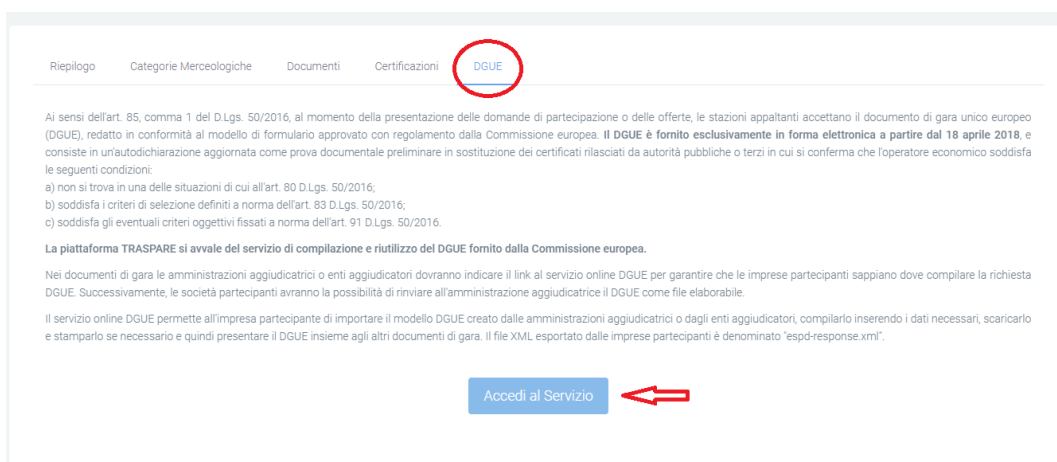 Riepilogo Categorie Merceologiche Documenti Certificazioni DGUE
Ai sensi dell'art. 85, comma 1 del D.Lgs. 50/2016, al momento della presentazione delle domande di partecipazione o delle offerte, le stazioni appaltanti accettano il documento di gara unico europeo
(DGUE), redatto in conformità al modello di formulario approvato con regolamento dalla Commissione europea. Il DGUE è fornito esclusivamente in forma elettronica a partire dal 18 aprile 2018, e
consiste in un'autodichiarazione aggiornata come prova documentale preliminare in sostituzione dei certificati rilasciati da autorità pubbliche o terzi in cui si conferma che l'operatore economico soddisfa
le seguenti condizioni:
a) non si trova in una delle situazioni di cui all'art. 80 D.Lgs. 50/2016;
b) soddisfa i criteri di selezione definiti a norma dell'art. 83 D.Lgs. 50/2016;
c) soddisfa gli eventuali criteri oggettivi fissati a norma dell'art. 91 D.Lgs. 50/2016.
La piattaforma TRASPARE si avvale del servizio di compilazione e riutilizzo del DGUE fornito dalla Commissione europea.
Nei documenti di gara le amministrazioni aggiudicatrici o enti aggiudicatori dovranno indicare il link al servizio online DGUE per garantire che le imprese partecipanti sappiano dove compilare la richiesta
DGUE. Successivamente, le società partecipanti avranno la possibilità di rinviare all'amministrazione aggiudicatrice il DGUE come file elaborabile.
Il servizio online DGUE permette all'impresa partecipante di importare il modello DGUE creato dalle amministrazioni aggiudicatrici o dagli enti aggiudicatori, compilarlo inserendo i dati necessari, scaricarlo
e stamparlo se necessario e quindi presentare il DGUE insieme agli altri documenti di gara. Il file XML esportato dalle imprese partecipanti è denominato "espd-response.xml".
Accedi al Servizio